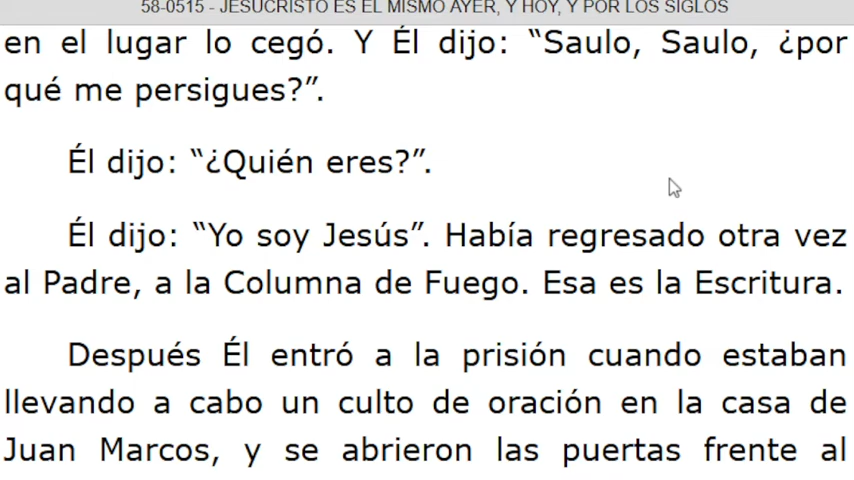 58-0515 - JESUCRISTO ES EL MISMO AYER, Y HOY, Y POR LOS SIGLOS
en el lugar lo cegó. Y Él dijo: “Saulo, Saulo, ¿por
qué me persigues?”.
Él dijo: “¿Quién eres?”.
Él dijo: “Yo soy Jesús”. Había regresado otra vez
al Padre, a la Columna de Fuego. Esa es la Escritura.
Después Él entró a la prisión cuando estaban
llevando a cabo un culto de oración en la casa de
Juan Marcos, y se abrieron las puertas frente al